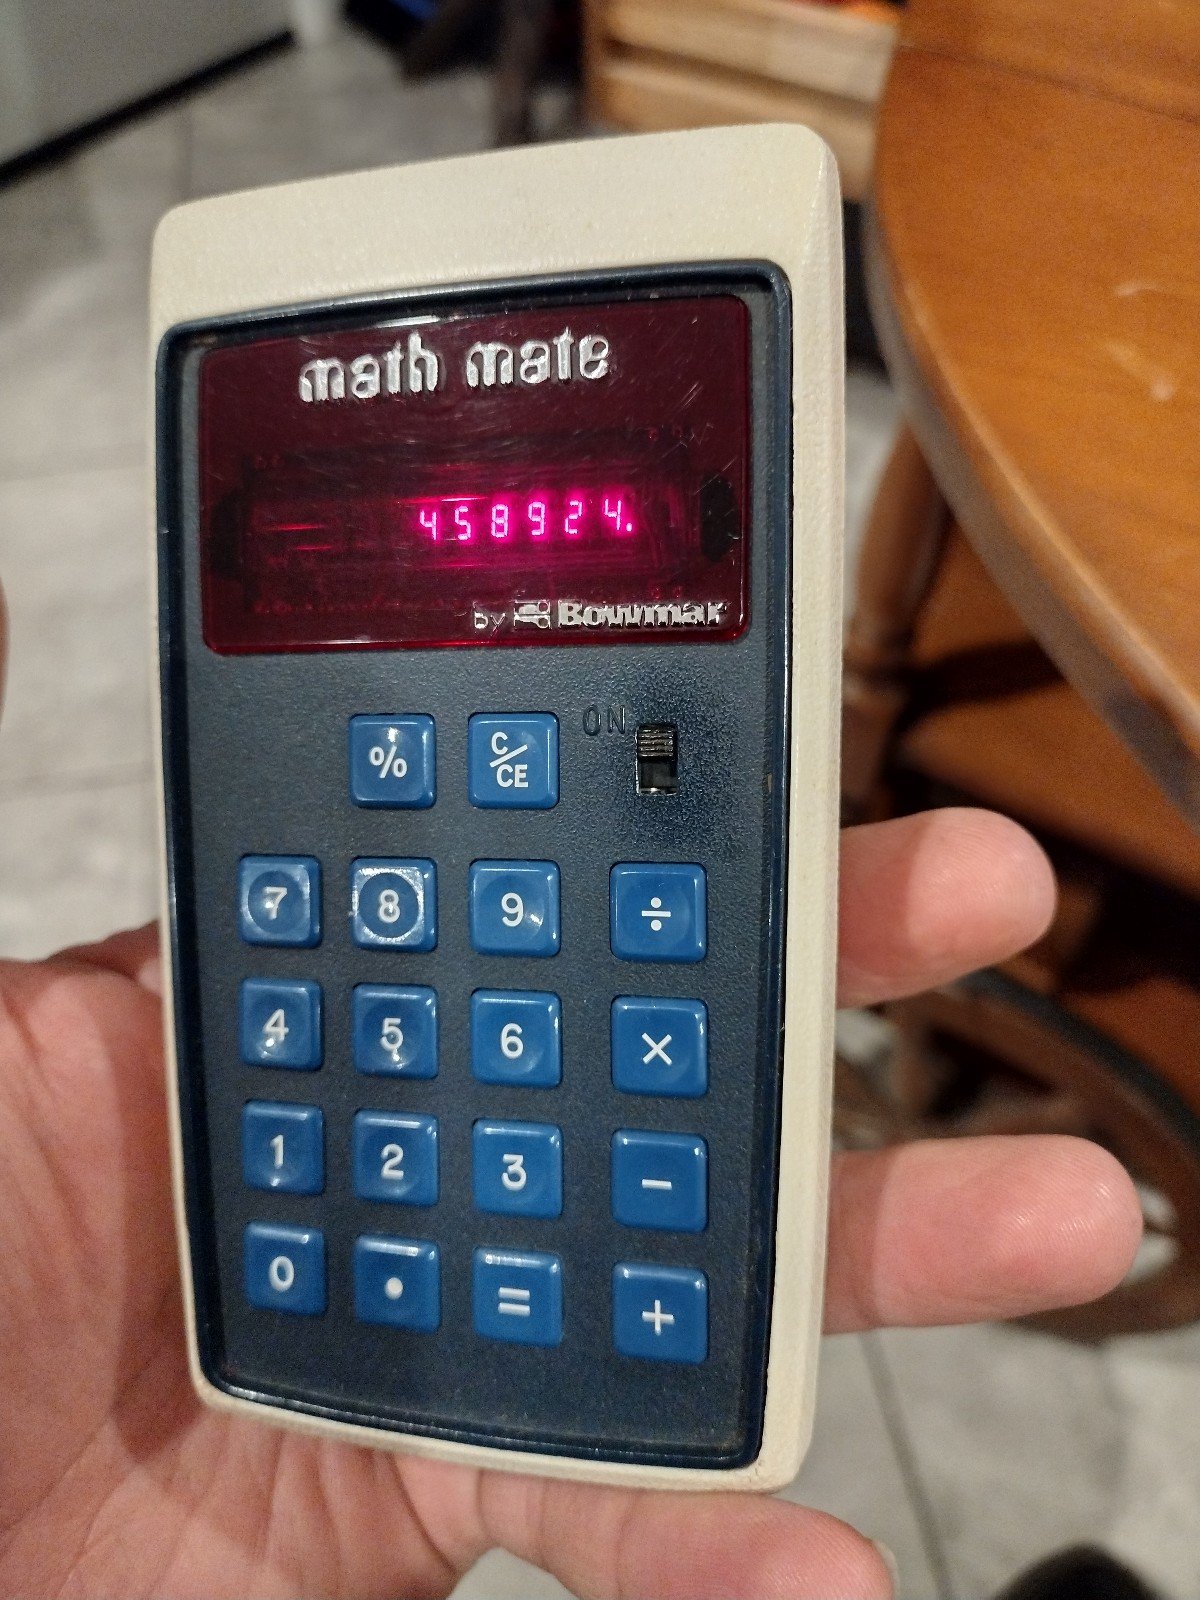 math mate
458924.
by Bowmar
% C/CE ON
7 8 9 ÷
4 5 6 ×
1 2 3 −
0 . = +